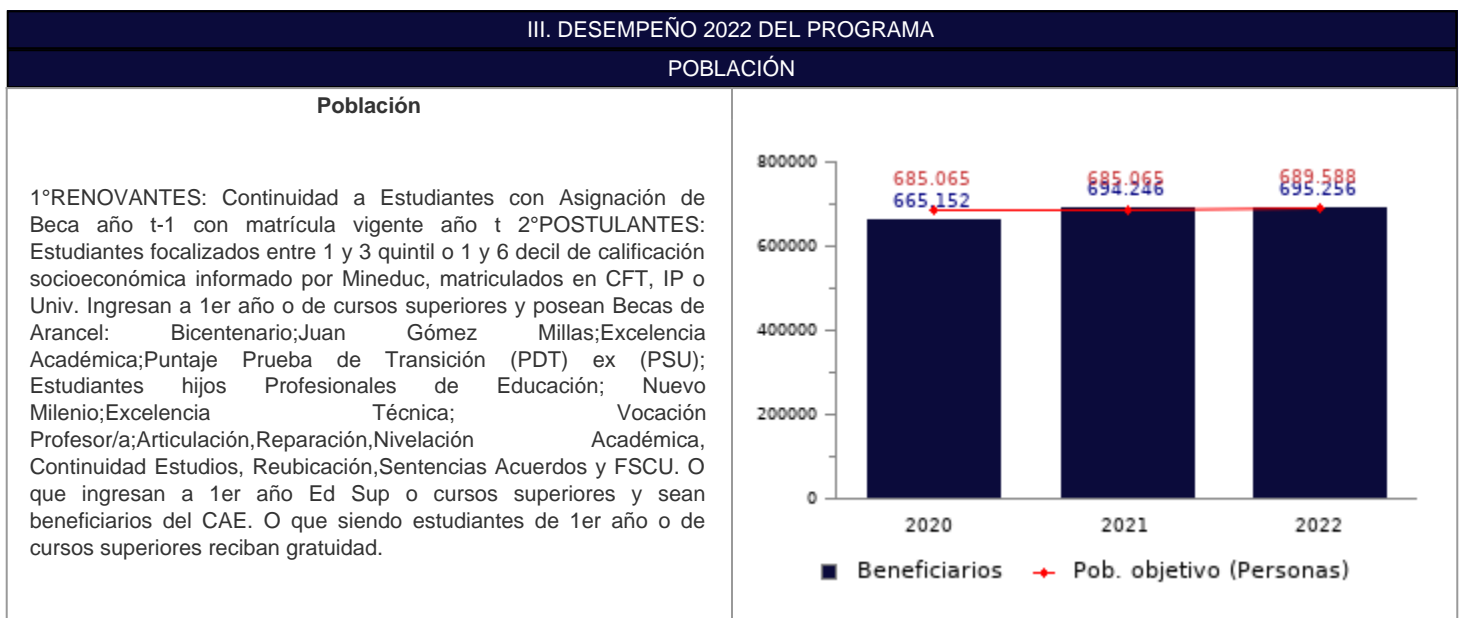 III. DESEMPEÑO 2022 DEL PROGRAMA
POBLACIÓN
Población
1°RENOVANTES: Continuidad a Estudiantes con Asignación de
Beca año t-1 con matrícula vigente año t 2°POSTULANTES:
Estudiantes focalizados entre 1 y 3 quintil o 1 y 6 decil de calificación
socioeconómica informado por Mineduc, matriculados en CFT, IP o
Univ. Ingresan a 1er año o de cursos superiores y posean Becas de
Arancel: Bicentenario;Juan Gómez Millas;Excelencia
Académica;Puntaje Prueba de Transición (PDT) ex (PSU);
Estudiantes hijos Profesionales de Educación; Nuevo
Milenio;Excelencia Técnica; Vocación
Profesor/a;Articulación,Reparación,Nivelación Académica,
Continuidad Estudios, Reubicación,Sentencias Acuerdos y FSCU. O
que ingresan a 1er año Ed Sup o cursos superiores y sean
beneficiarios del CAE. O que siendo estudiantes de 1er año o de
cursos superiores reciban gratuidad.
800000
685.065 685.065 689.588
665.152 694.246 695.256
600000
400000
200000
0
2020 2021 2022
Beneficiarios Pob. objetivo (Personas)